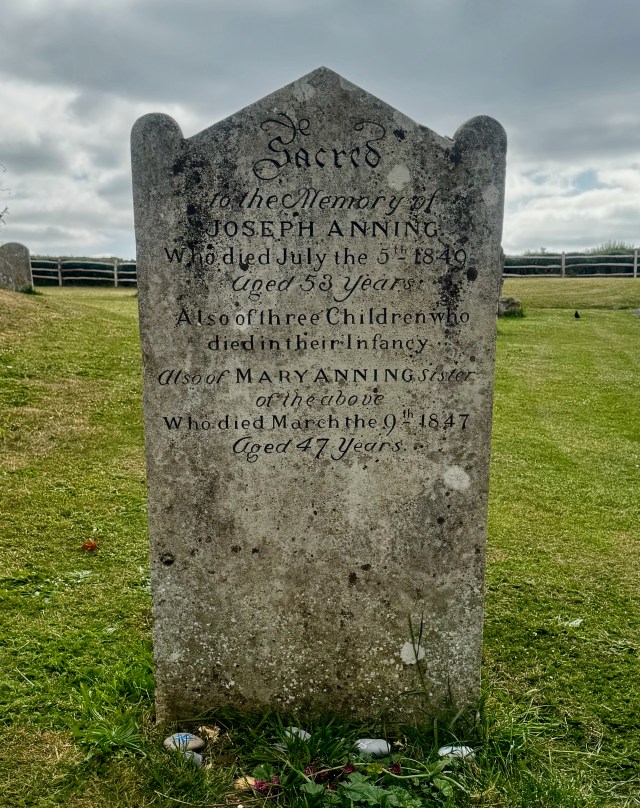 Sacred
to the Memory of
JOSEPH ANNING
Who died July the 5th 1849
Aged 53 Years.
Also of three Children who
died in their Infancy.
Also of MARY ANNING sister
of the above
Who died March the 9th 1847
Aged 47 Years.